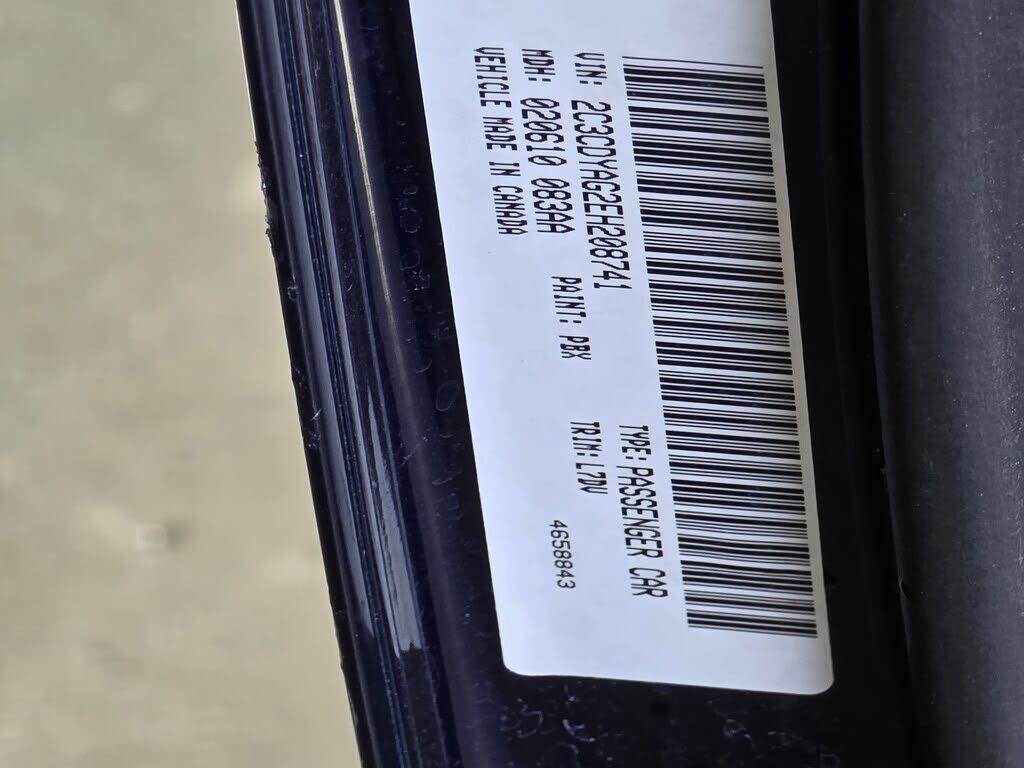 VIN: 2C3CDYAG2EH208741 TYPE: PASSENGER CAR
MDH: 020610 083AA PAINT: PBX TRIM: L7DV
VEHICLE MADE IN CANADA 4658843